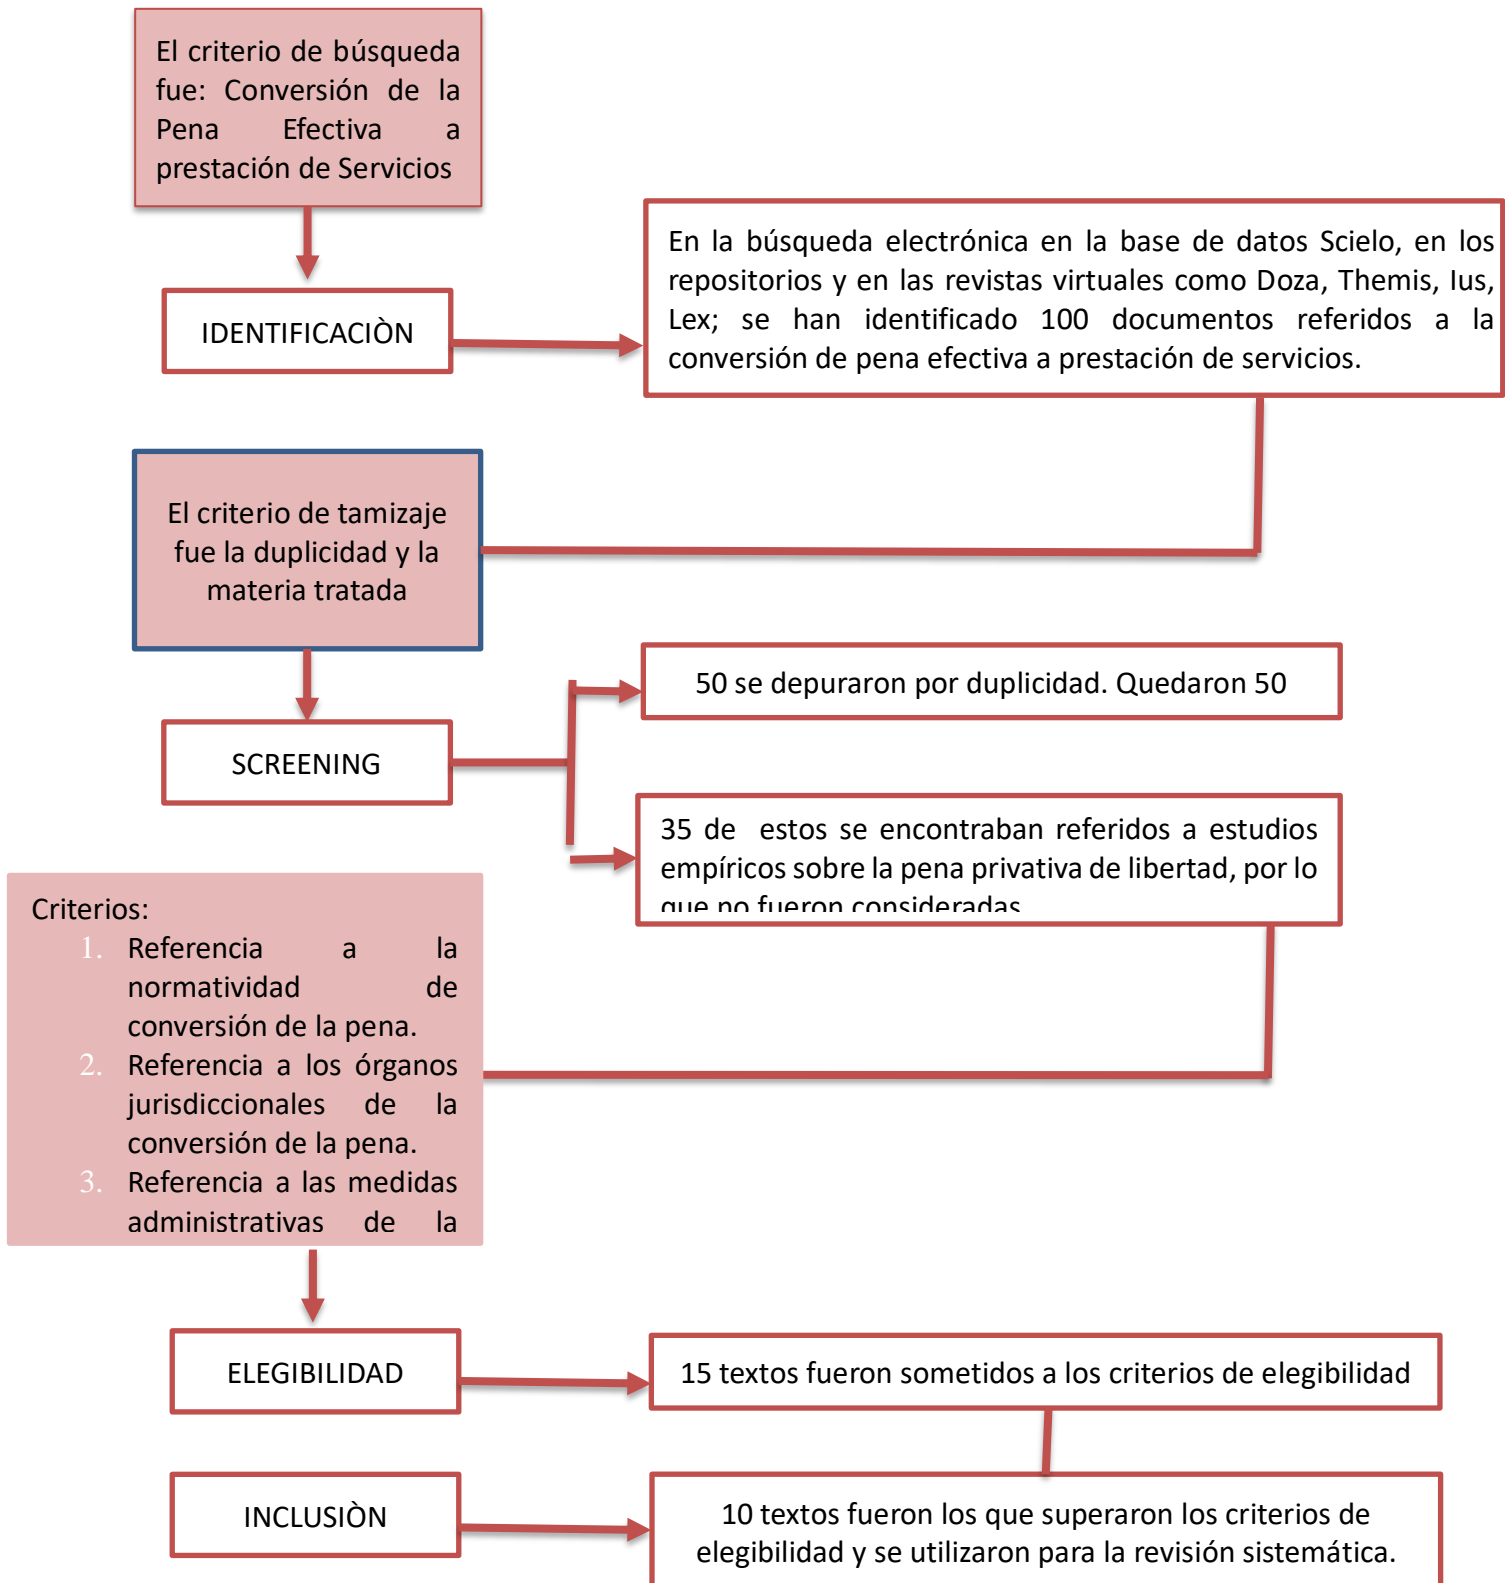 El criterio de búsqueda
fue: Conversión de la
Pena Efectiva a
prestación de Servicios
IDENTIFICACIÒN
En la búsqueda electrónica en la base de datos Scielo, en los
repositorios y en las revistas virtuales como Doza, Themis, Ius,
Lex; se han identificado 100 documentos referidos a la
conversión de pena efectiva a prestación de servicios.
El criterio de tamizaje
fue la duplicidad y la
materia tratada
SCREENING
50 se depuraron por duplicidad. Quedaron 50
35 de estos se encontraban referidos a estudios
empíricos sobre la pena privativa de libertad, por lo
que no fueron consideradas
Criterios:
1. Referencia a la
normatividad de
conversión de la pena.
2. Referencia a los órganos
jurisdiccionales de la
conversión de la pena.
3. Referencia a las medidas
administrativas de la
ELEGIBILIDAD
15 textos fueron sometidos a los criterios de elegibilidad
INCLUSIÒN
10 textos fueron los que superaron los criterios de
elegibilidad y se utilizaron para la revisión sistemática.